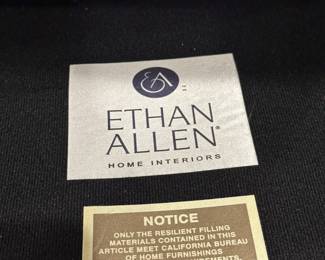 EA
ETHAN
ALLEN®
HOME INTERIORS
NOTICE
ONLY THE RESILIENT FILLING
MATERIALS CONTAINED IN THIS
ARTICLE MEET CALIFORNIA BUREAU
OF HOME FURNISHINGS